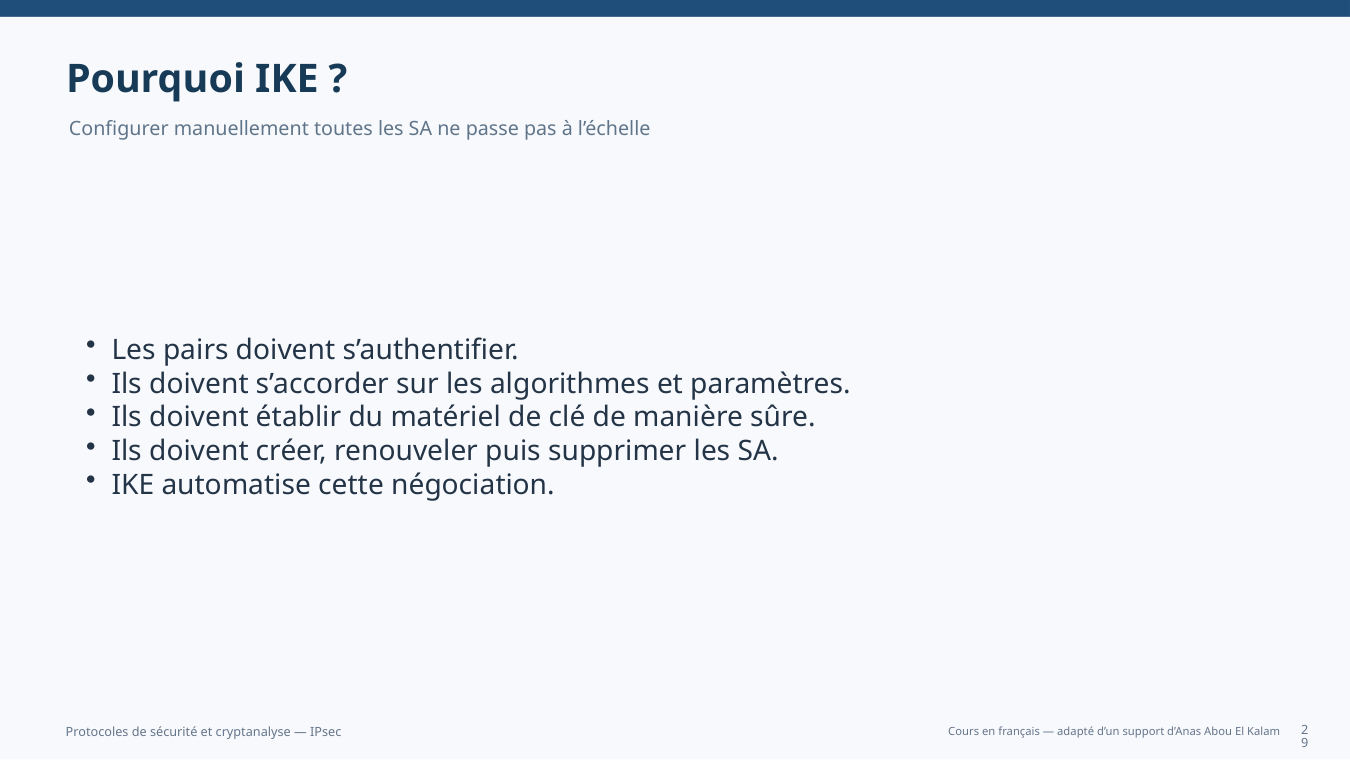 Pourquoi IKE ?
Configurer manuellement toutes les SA ne passe pas à l’échelle
• Les pairs doivent s’authentifier.
• Ils doivent s’accorder sur les algorithmes et paramètres.
• Ils doivent établir du matériel de clé de manière sûre.
• Ils doivent créer, renouveler puis supprimer les SA.
• IKE automatise cette négociation.
Protocoles de sécurité et cryptanalyse — IPsec
Cours en français — adapté d’un support d’Anas Abou El Kalam
2
9